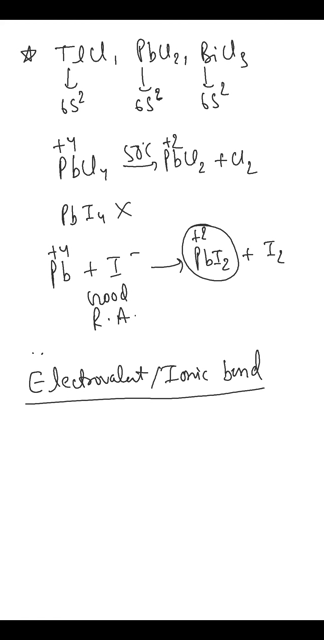 ☆ TlCl, PbCl₂, BiCl₃
↓ ↓ ↓
6S² 6S² 6S²
+4 50°C +2
PbCl₄ → PbCl₂ + Cl₂
PbI₄ ×
+4 +2
Pb + I⁻ → PbI₂ + I₂
Good
R.A.
Electrovalent/Ionic bond